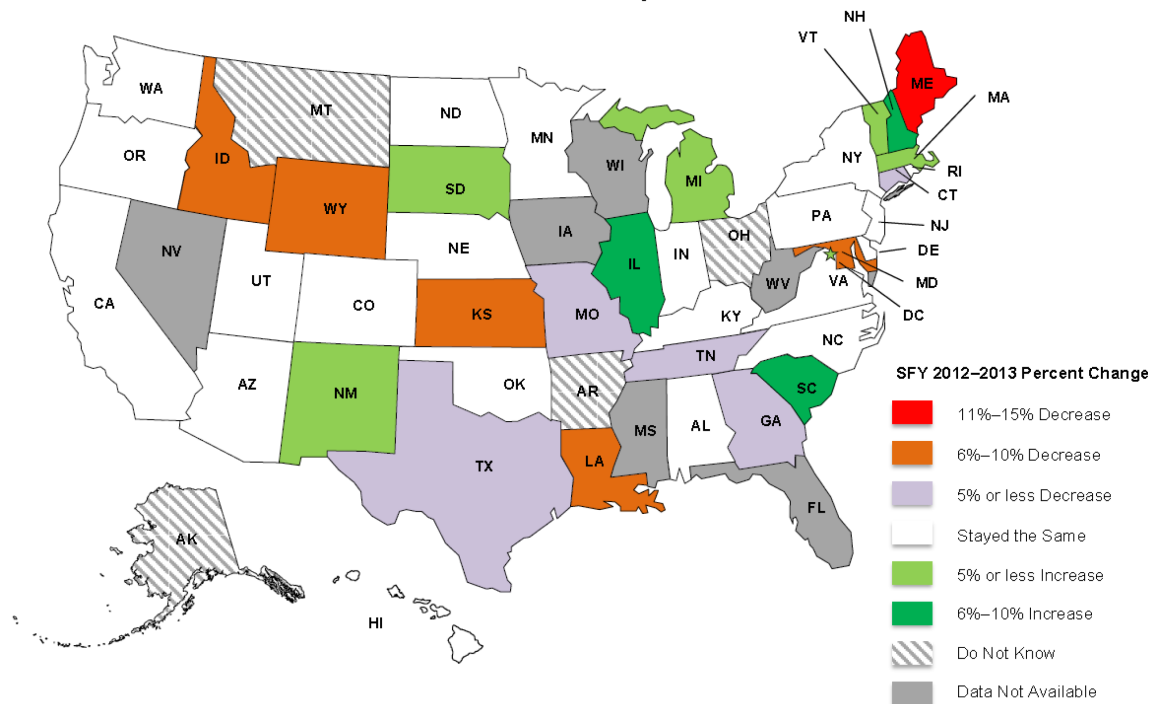 NH
VT
ME
WA
MT
ND
MA
MN
OR
ID
NY
WI
RI
SD
MI
CT
WY
PA
NJ
IA
OH
NE
DE
NV
IN
IL
UT
WV
MD
VA
CA
CO
KS
MO
KY
DC
NC
TN
SFY 2012–2013 Percent Change
AZ
OK
SC
NM
AR
11%–15% Decrease
GA
AL
MS
6%–10% Decrease
LA
TX
5% or less Decrease
FL
Stayed the Same
AK
5% or less Increase
6%–10% Increase
HI
Do Not Know
Data Not Available